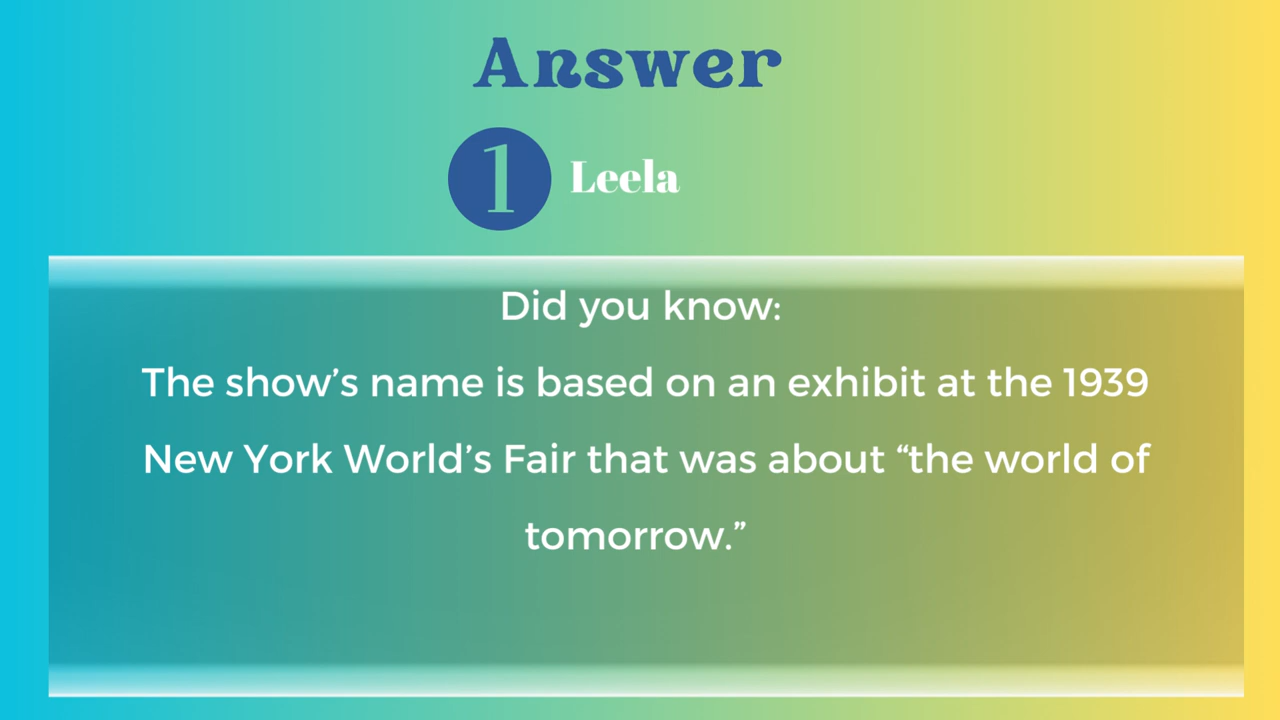 Answer
1 Leela
Did you know:
The show’s name is based on an exhibit at the 1939
New York World’s Fair that was about “the world of
tomorrow.”